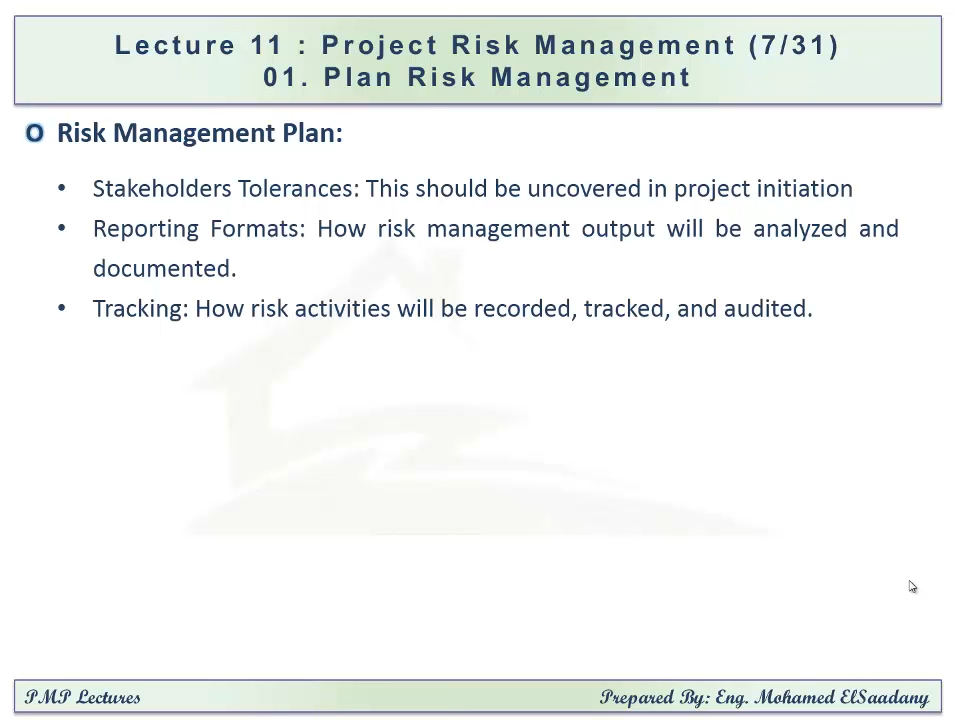 Lecture 11 : Project Risk Management (7/31)
01. Plan Risk Management
O Risk Management Plan:
• Stakeholders Tolerances: This should be uncovered in project initiation
• Reporting Formats: How risk management output will be analyzed and
documented.
• Tracking: How risk activities will be recorded, tracked, and audited.
PMP Lectures
Prepared By: Eng. Mohamed ElSaadany